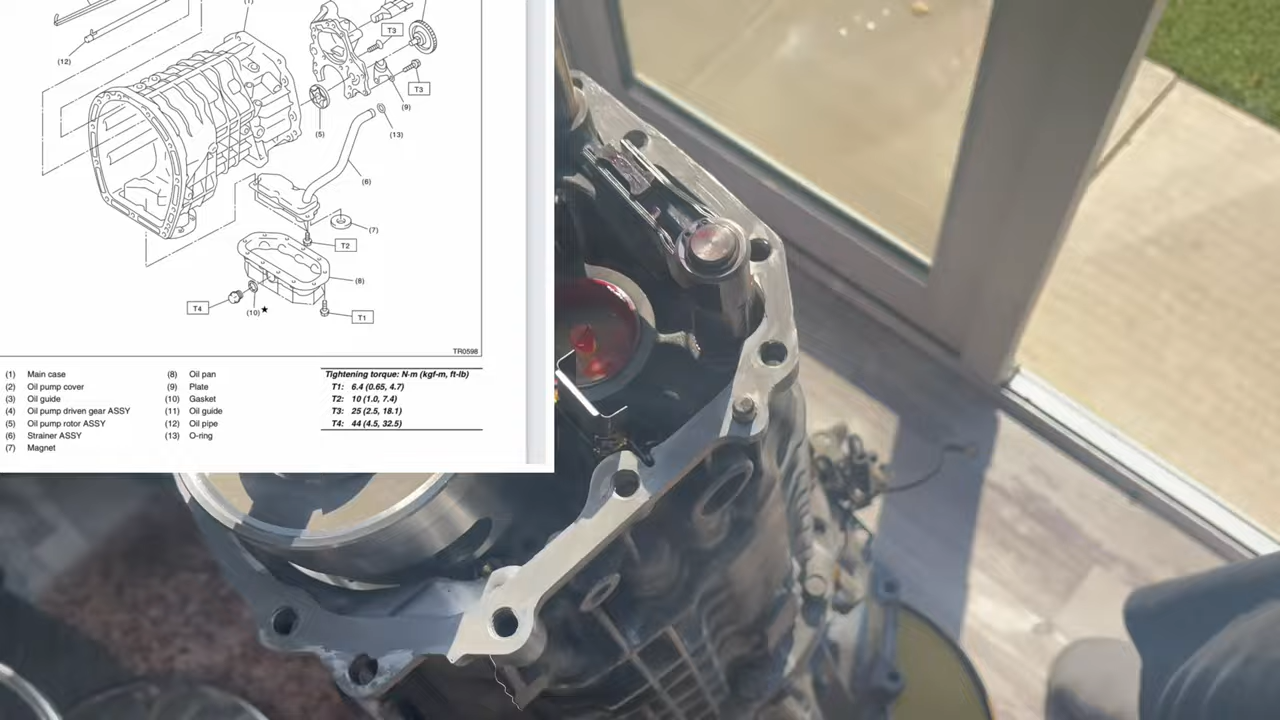 T3
(12)
T3
(9)
(5)
(13)
(6)
(7)
T2
(8)
T4
(10)★
T1
TR0598
(1) Main case
(2) Oil pump cover
(3) Oil guide
(4) Oil pump driven gear ASSY
(5) Oil pump rotor ASSY
(6) Strainer ASSY
(7) Magnet
(8) Oil pan
(9) Plate
(10) Gasket
(11) Oil guide
(12) Oil pipe
(13) O-ring
Tightening torque: N·m (kgf-m, ft-lb)
T1: 6.4 (0.65, 4.7)
T2: 10 (1.0, 7.4)
T3: 25 (2.5, 18.1)
T4: 44 (4.5, 32.5)